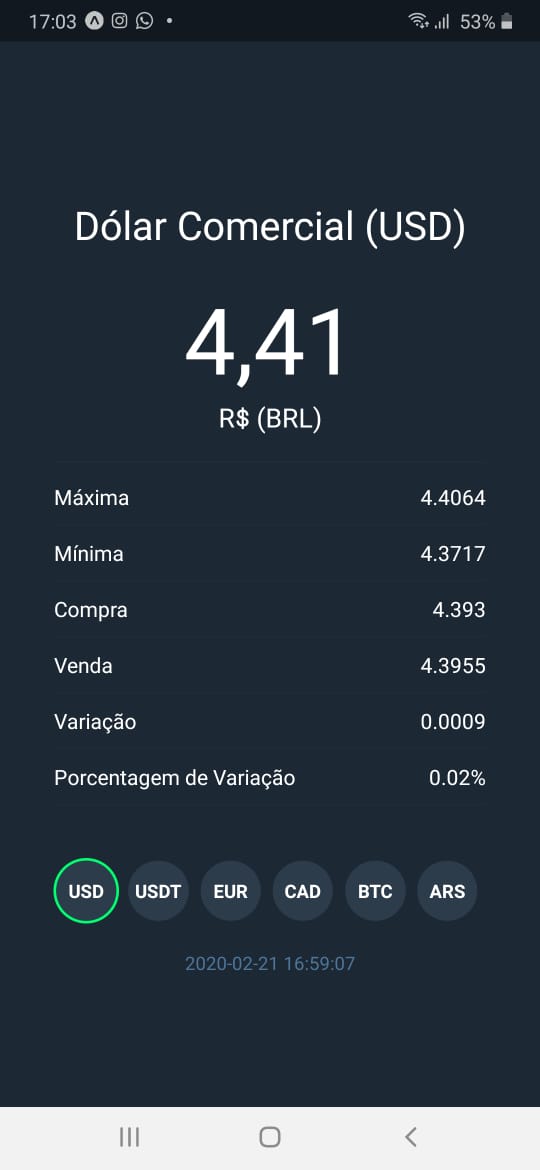 17:03 53%
Dólar Comercial (USD)
4,41
R$ (BRL)
Máxima 4.4064
Mínima 4.3717
Compra 4.393
Venda 4.3955
Variação 0.0009
Porcentagem de Variação 0.02%
USD USDT EUR CAD BTC ARS
2020-02-21 16:59:07